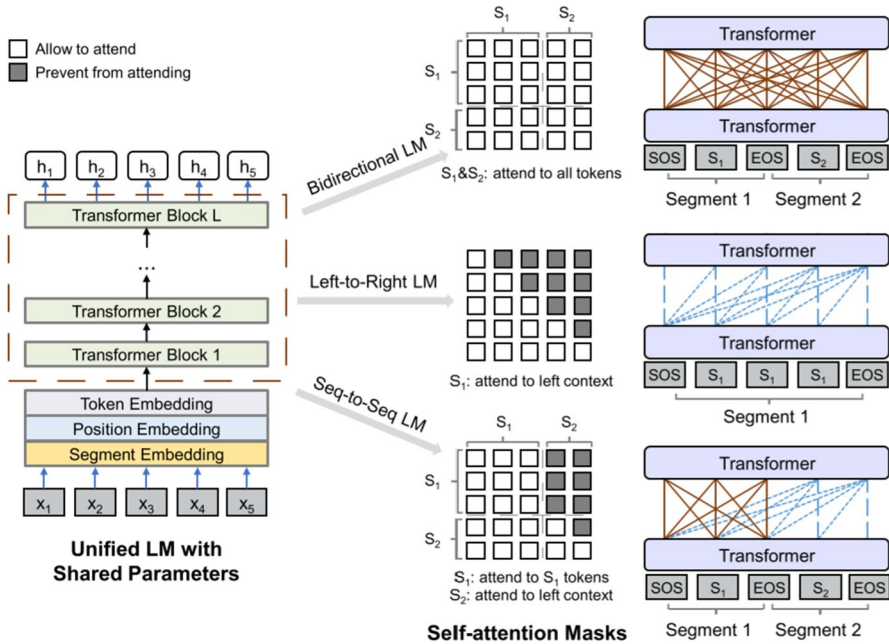 Allow to attend
Prevent from attending
h1 h2 h3 h4 h5
Transformer Block L
...
Transformer Block 2
Transformer Block 1
Token Embedding
Position Embedding
Segment Embedding
x1 x2 x3 x4 x5
Unified LM with
Shared Parameters
Bidirectional LM
Left-to-Right LM
Seq-to-Seq LM
S1 S2
S1
S2
S1&S2: attend to all tokens
S1: attend to left context
S1 S2
S1
S2
S1: attend to S1 tokens
S2: attend to left context
Self-attention Masks
Transformer
Transformer
SOS S1 EOS S2 EOS
Segment 1 Segment 2
Transformer
Transformer
SOS S1 S1 S1 EOS
Segment 1
Transformer
Transformer
SOS S1 EOS S2 EOS
Segment 1 Segment 2